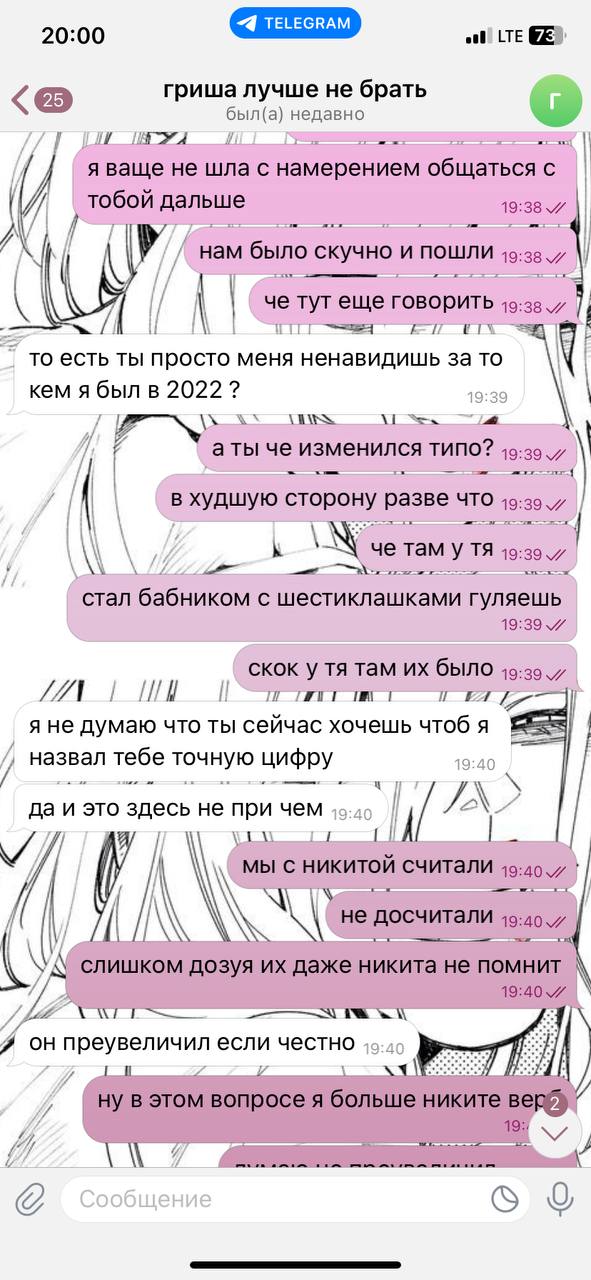 20:00
TELEGRAM
LTE 73
25
гриша лучше не брать
был(а) недавно
Г
я ваще не шла с намерением общаться с
тобой дальше
19:38
нам было скучно и пошли 19:38
че тут еще говорить 19:38
то есть ты просто меня ненавидишь за то
кем я был в 2022 ?
19:39
а ты че изменился типо? 19:39
в худшую сторону разве что 19:39
че там у тя 19:39
стал бабником с шестиклашками гуляешь
19:39
скок у тя там их было 19:39
я не думаю что ты сейчас хочешь чтоб я
назвал тебе точную цифру
19:40
да и это здесь не при чем 19:40
мы с никитой считали 19:40
не досчитали 19:40
слишком дозуя их даже никита не помнит
19:40
он преувеличил если честно 19:40
ну в этом вопросе я больше никите
2
Сообщение